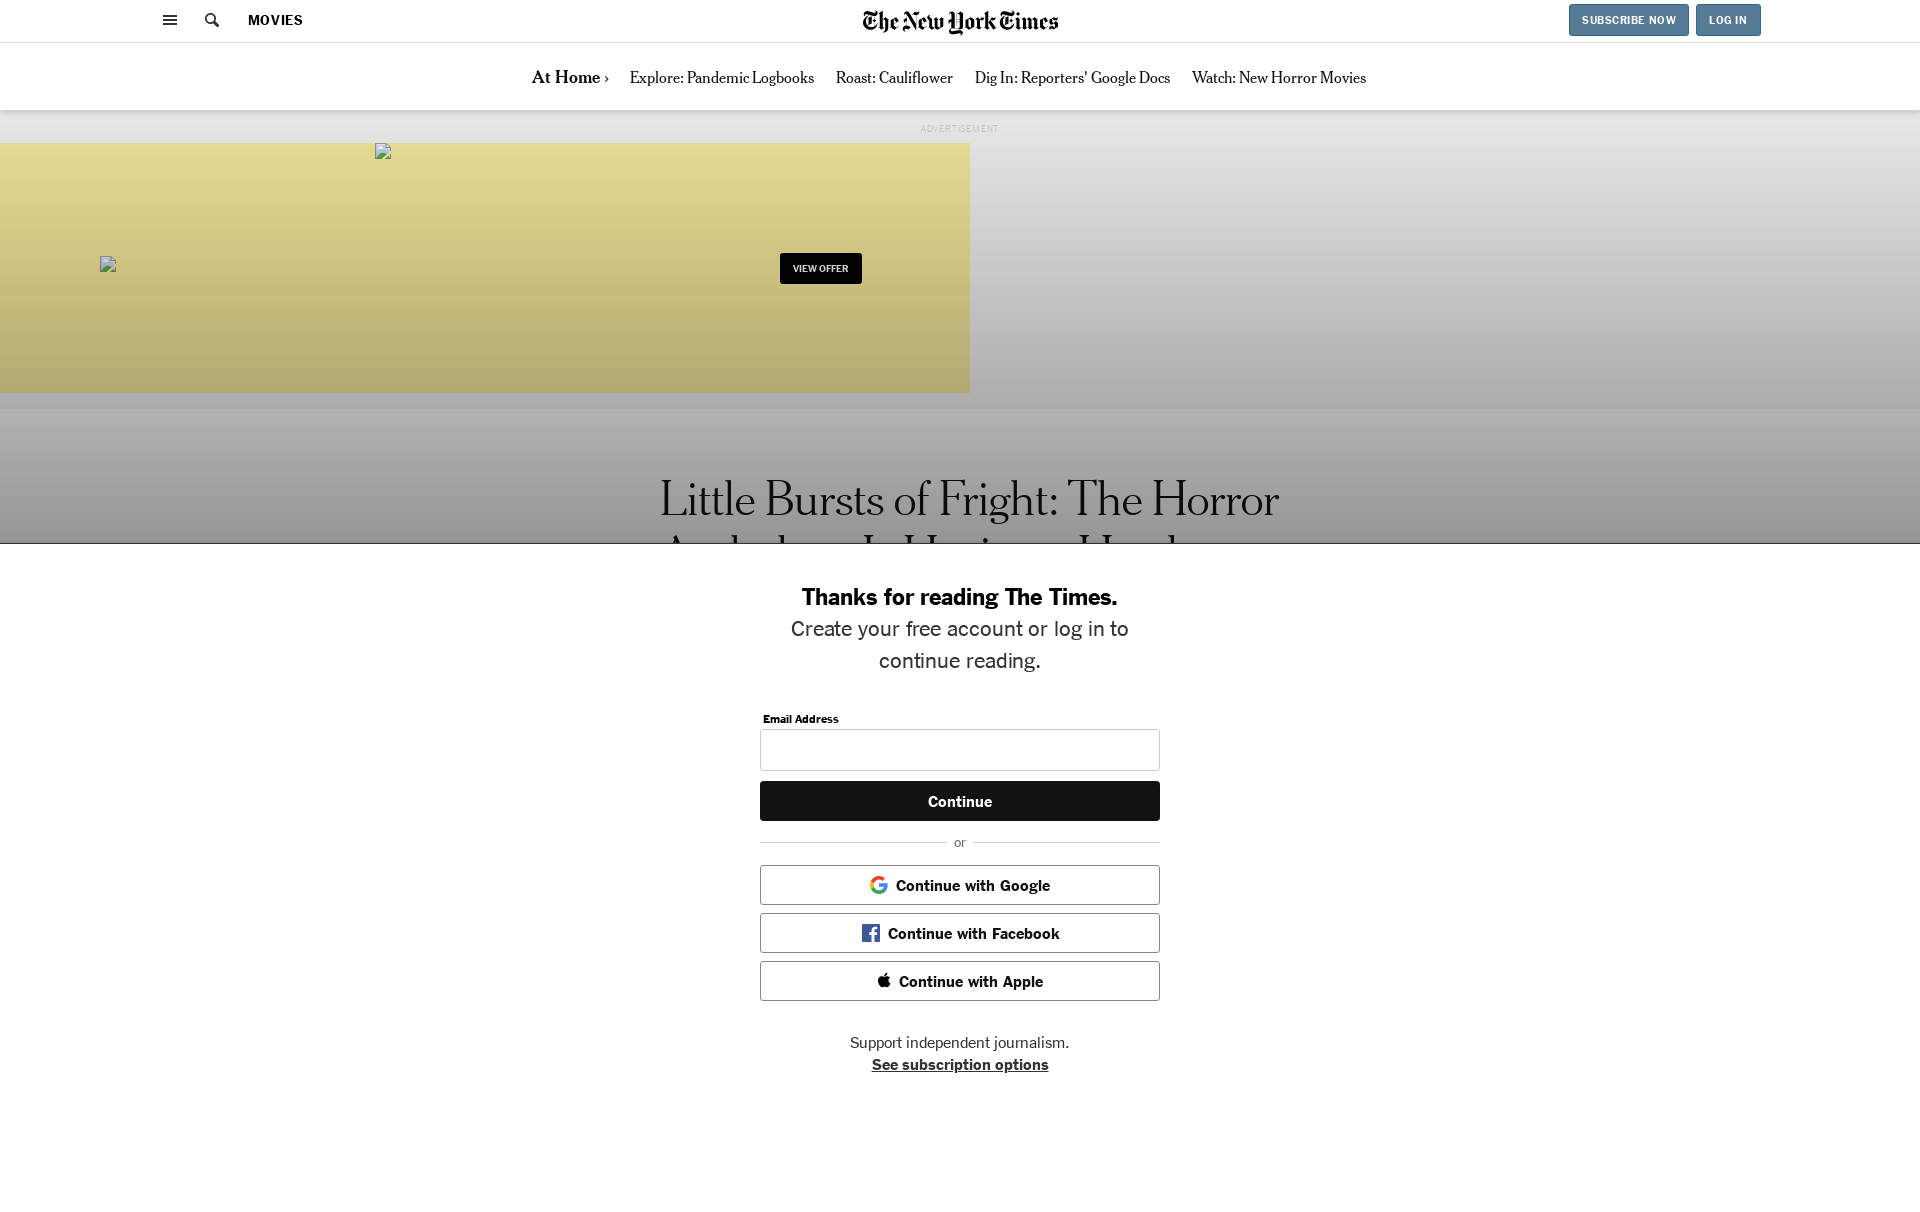 MOVIES
The New York Times
SUBSCRIBE NOW
LOG IN
At Home › Explore: Pandemic Logbooks Roast: Cauliflower Dig In: Reporters' Google Docs Watch: New Horror Movies
ADVERTISEMENT
VIEW OFFER
Little Bursts of Fright: The Horror
Thanks for reading The Times.
Create your free account or log in to
continue reading.
Email Address
Continue
or
Continue with Google
Continue with Facebook
Continue with Apple
Support independent journalism.
See subscription options